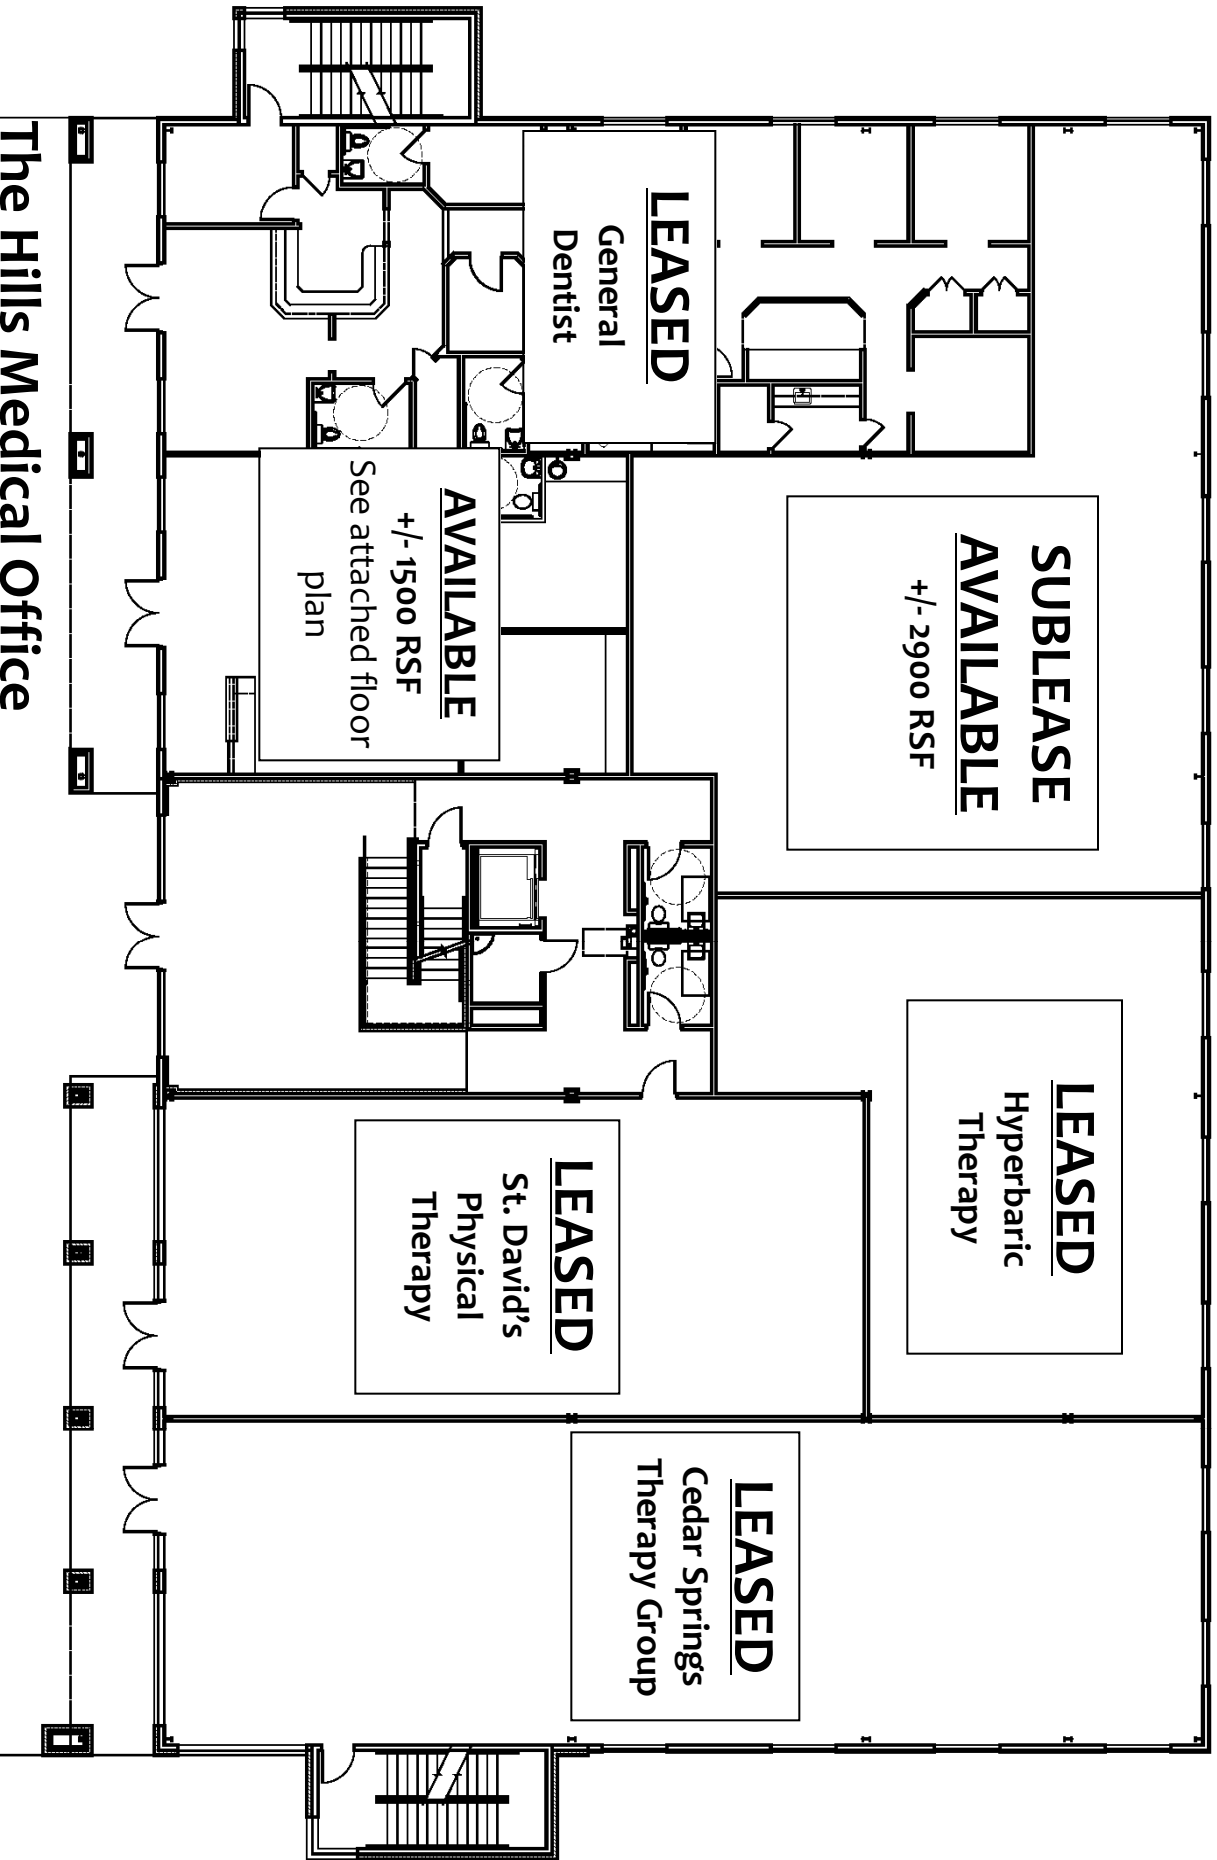 LEASED
General
Dentist
SUBLEASE
AVAILABLE
+/- 2900 RSF
AVAILABLE
+/- 1500 RSF
See attached floor
plan
LEASED
Hyperbaric
Therapy
LEASED
St. David's
Physical
Therapy
LEASED
Cedar Springs
Therapy Group
The Hills Medical Office